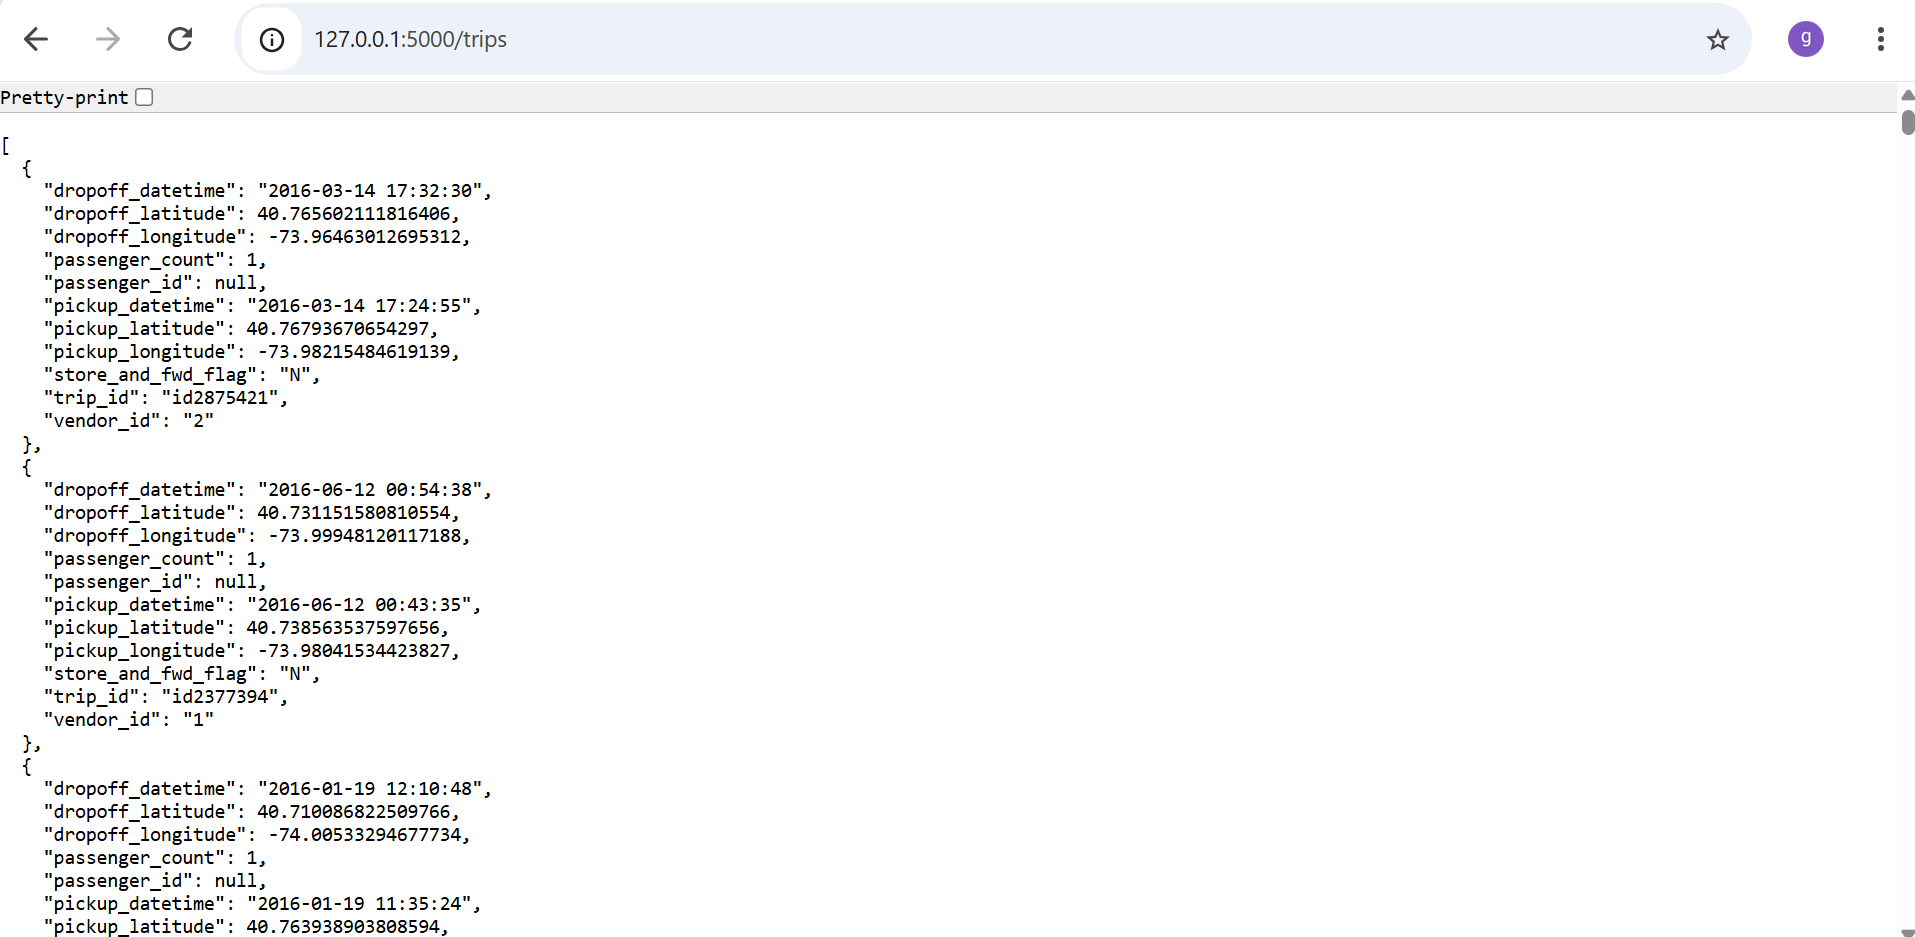 127.0.0.1:5000/trips
g
Pretty-print
[
  {
    "dropoff_datetime": "2016-03-14 17:32:30",
    "dropoff_latitude": 40.765602111816406,
    "dropoff_longitude": -73.96463012695312,
    "passenger_count": 1,
    "passenger_id": null,
    "pickup_datetime": "2016-03-14 17:24:55",
    "pickup_latitude": 40.76793670654297,
    "pickup_longitude": -73.98215484619139,
    "store_and_fwd_flag": "N",
    "trip_id": "id2875421",
    "vendor_id": "2"
  },
  {
    "dropoff_datetime": "2016-06-12 00:54:38",
    "dropoff_latitude": 40.731151580810554,
    "dropoff_longitude": -73.99948120117188,
    "passenger_count": 1,
    "passenger_id": null,
    "pickup_datetime": "2016-06-12 00:43:35",
    "pickup_latitude": 40.738563537597656,
    "pickup_longitude": -73.98041534423827,
    "store_and_fwd_flag": "N",
    "trip_id": "id2377394",
    "vendor_id": "1"
  },
  {
    "dropoff_datetime": "2016-01-19 12:10:48",
    "dropoff_latitude": 40.710086822509766,
    "dropoff_longitude": -74.00533294677734,
    "passenger_count": 1,
    "passenger_id": null,
    "pickup_datetime": "2016-01-19 11:35:24",
    "pickup_latitude": 40.763938903808594,